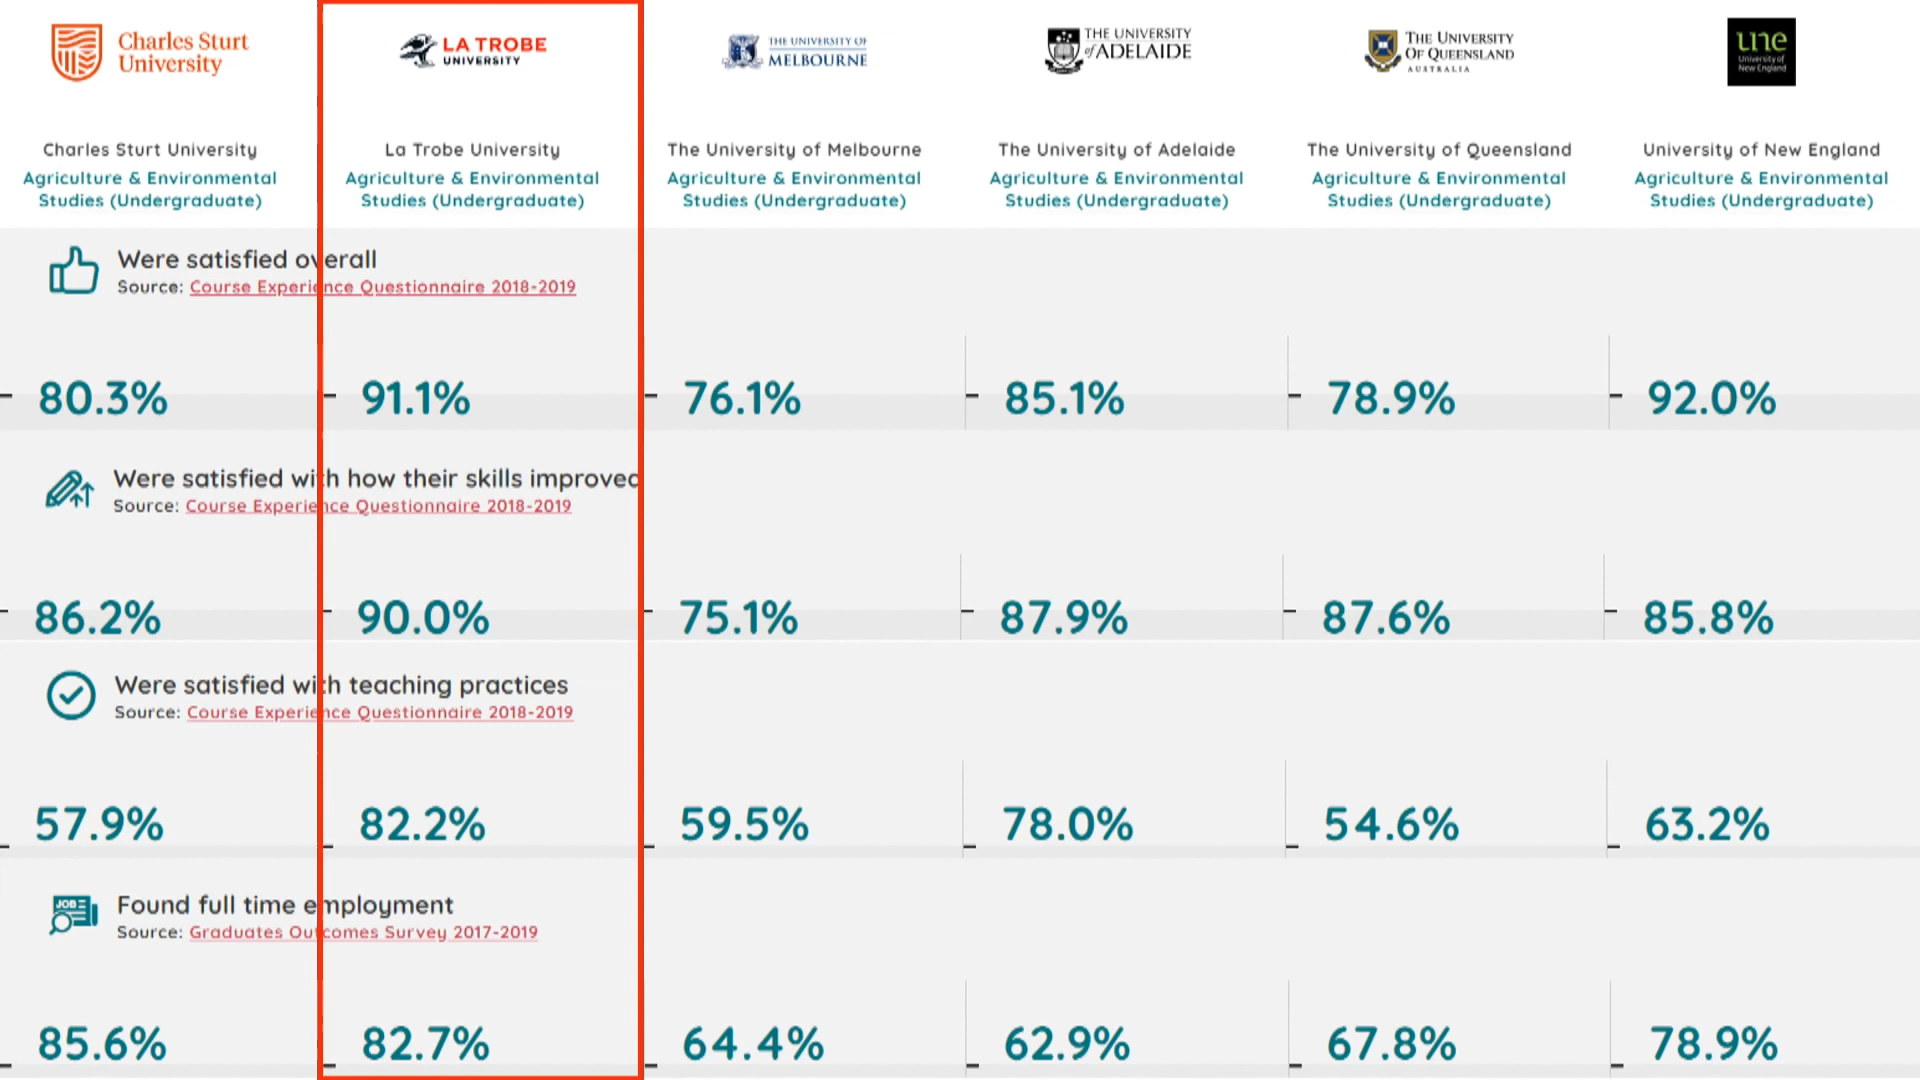 Charles Sturt
University
LA TROBE
UNIVERSITY
THE UNIVERSITY OF
MELBOURNE
THE UNIVERSITY
of ADELAIDE
THE UNIVERSITY
OF QUEENSLAND
AUSTRALIA
une
University of
New England
Charles Sturt University
La Trobe University
The University of Melbourne
The University of Adelaide
The University of Queensland
University of New England
Agriculture & Environmental
Studies (Undergraduate)
Agriculture & Environmental
Studies (Undergraduate)
Agriculture & Environmental
Studies (Undergraduate)
Agriculture & Environmental
Studies (Undergraduate)
Agriculture & Environmental
Studies (Undergraduate)
Agriculture & Environmental
Studies (Undergraduate)
Were satisfied overall
Source: Course Experience Questionnaire 2018-2019
80.3% 91.1% 76.1% 85.1% 78.9% 92.0%
Were satisfied with how their skills improved
Source: Course Experience Questionnaire 2018-2019
86.2% 90.0% 75.1% 87.9% 87.6% 85.8%
Were satisfied with teaching practices
Source: Course Experience Questionnaire 2018-2019
57.9% 82.2% 59.5% 78.0% 54.6% 63.2%
JOB
Found full time employment
Source: Graduates Outcomes Survey 2017-2019
85.6% 82.7% 64.4% 62.9% 67.8% 78.9%